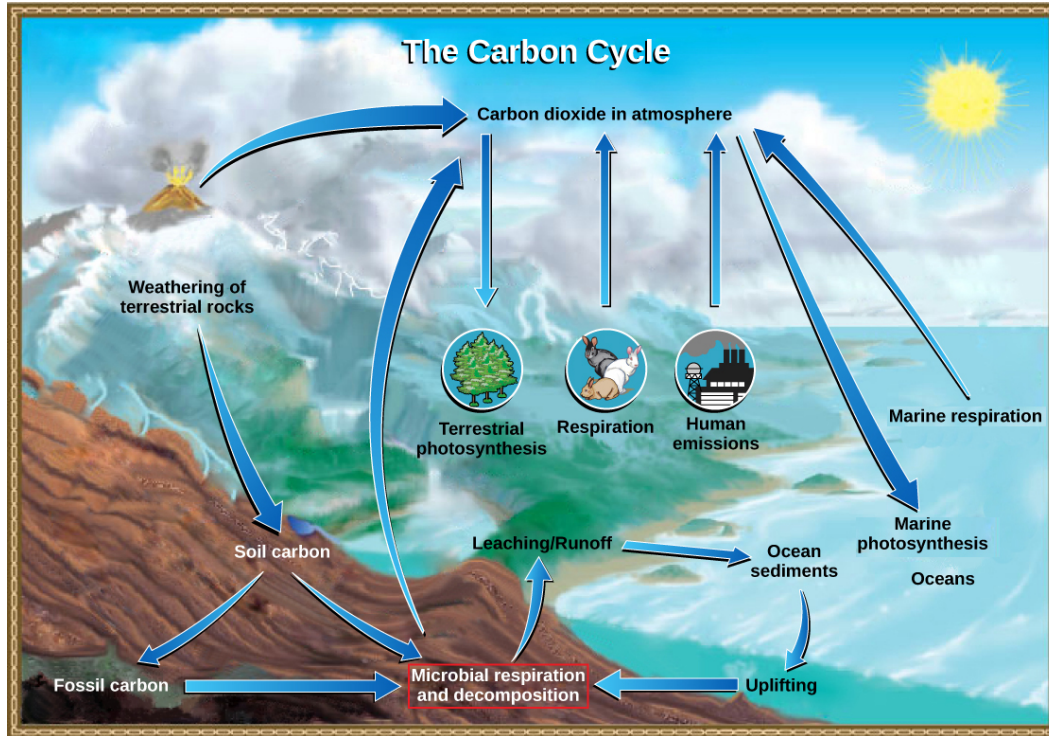 The Carbon Cycle
Carbon dioxide in atmosphere
Weathering of
terrestrial rocks
Terrestrial
photosynthesis
Respiration
Human
emissions
Marine respiration
Soil carbon
Leaching/Runoff
Ocean
sediments
Marine
photosynthesis
Oceans
Fossil carbon
Microbial respiration
and decomposition
Uplifting